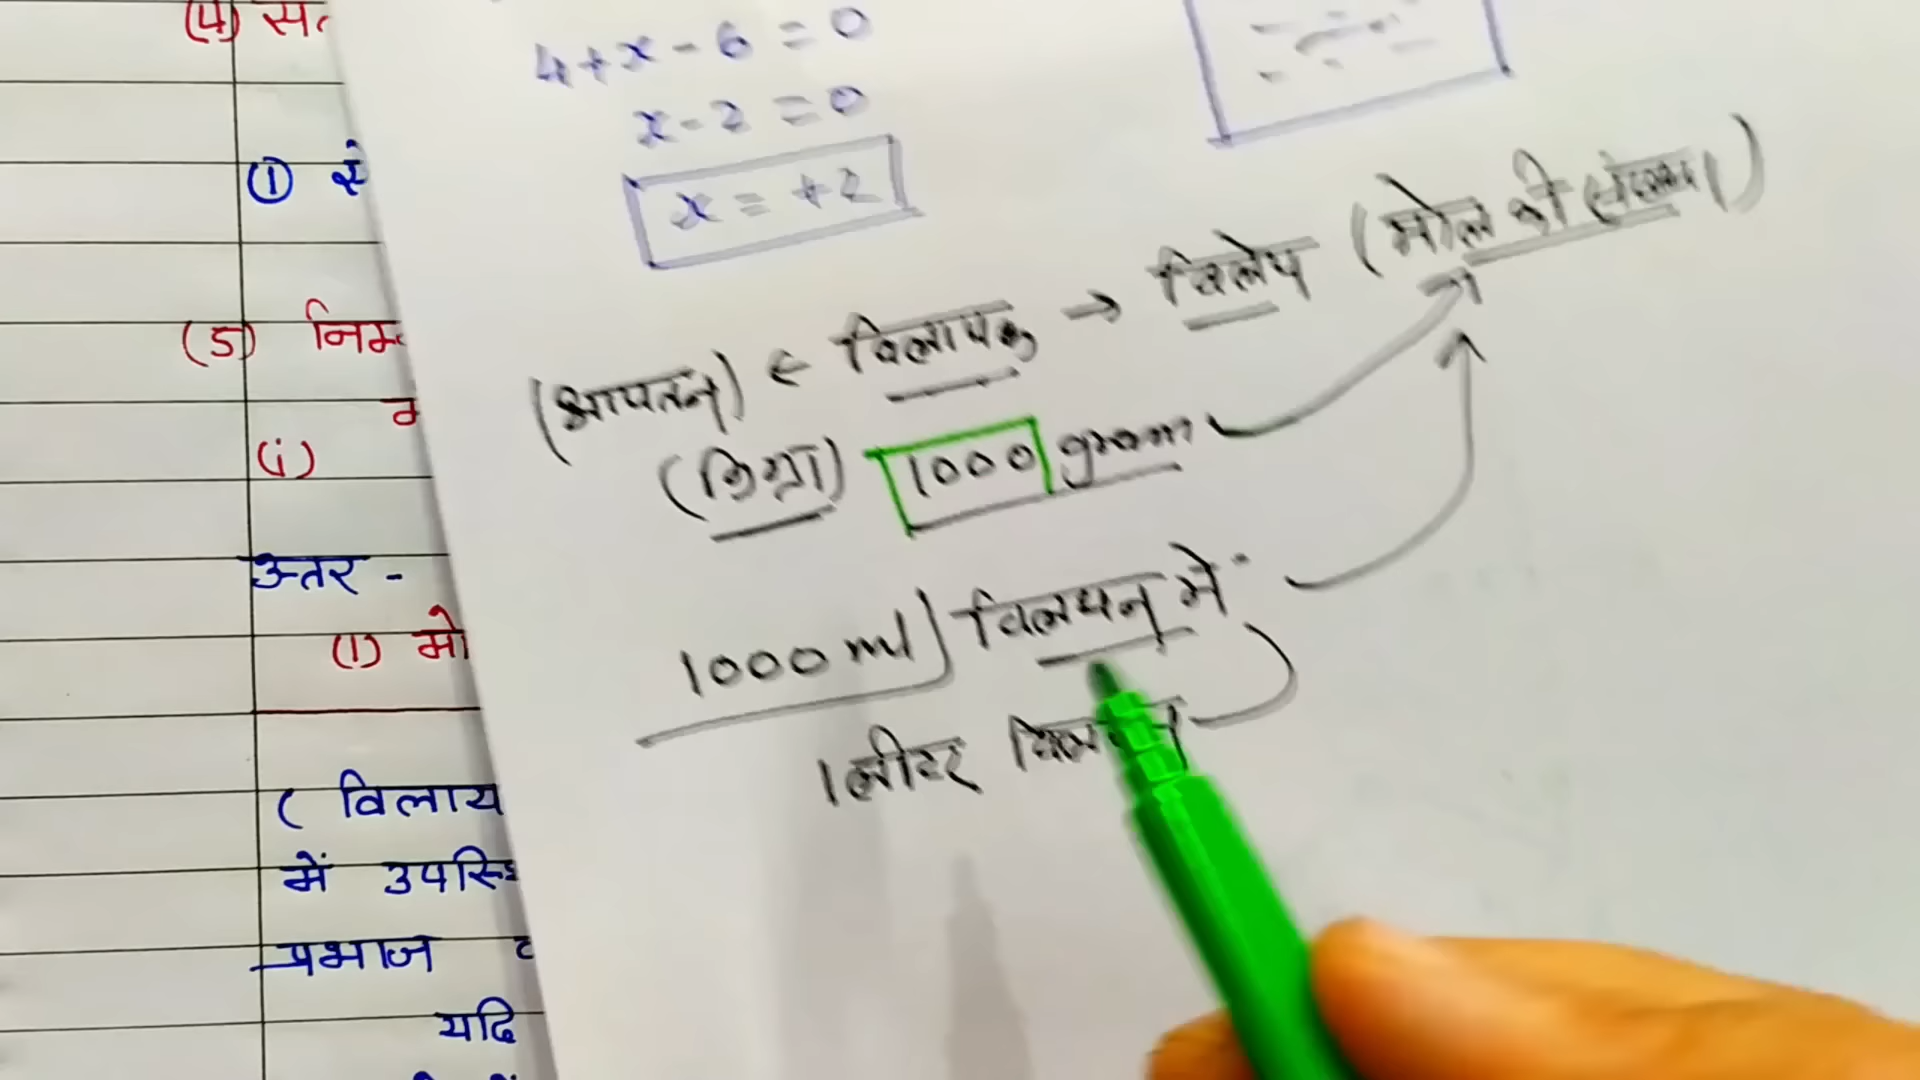 (4)
① 
(5) निम्न
(i)
उत्तर -
(1) मो
( विलाय
में उपस्थि
प्रभाज
यदि
4+x-6=0
x-2=0
x=+2
(आयतन) ← विलायक → विलेय (मोल की संख्या)
(किग्रा) 1000 gram
1000 ml) विलयन में
1 लीटर विलयन